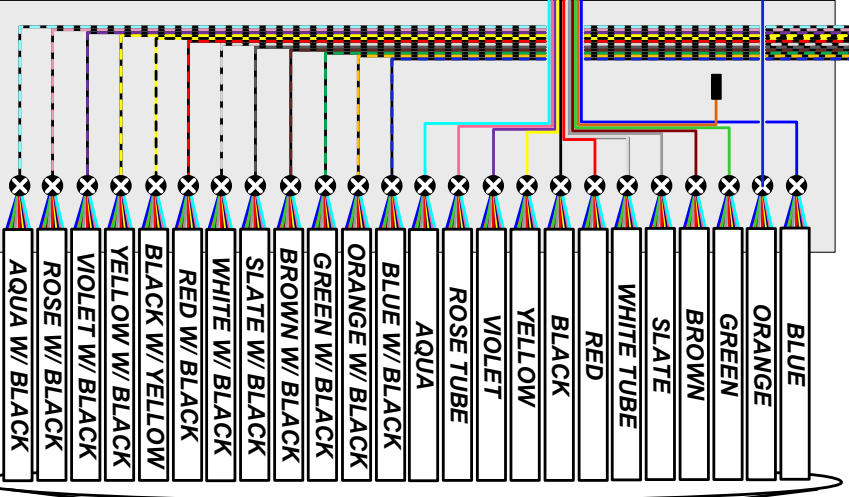 AQUA W/ BLACK
ROSE W/ BLACK
VIOLET W/ BLACK
YELLOW W/ BLACK
BLACK W/ YELLOW
RED W/ BLACK
WHITE W/ BLACK
SLATE W/ BLACK
BROWN W/ BLACK
GREEN W/ BLACK
ORANGE W/ BLACK
BLUE W/ BLACK
AQUA
ROSE TUBE
VIOLET
YELLOW
BLACK
RED
WHITE TUBE
SLATE
BROWN
GREEN
ORANGE
BLUE